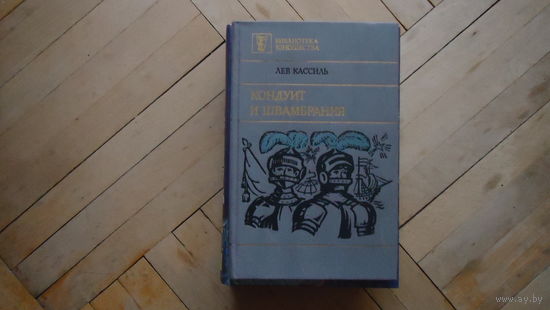 БИБЛИОТЕКА
ЮНОШЕСТВА
ЛЕВ КАССИЛЬ
КОНДУИТ
И ШВАМБРАНИЯ
www.ay.by